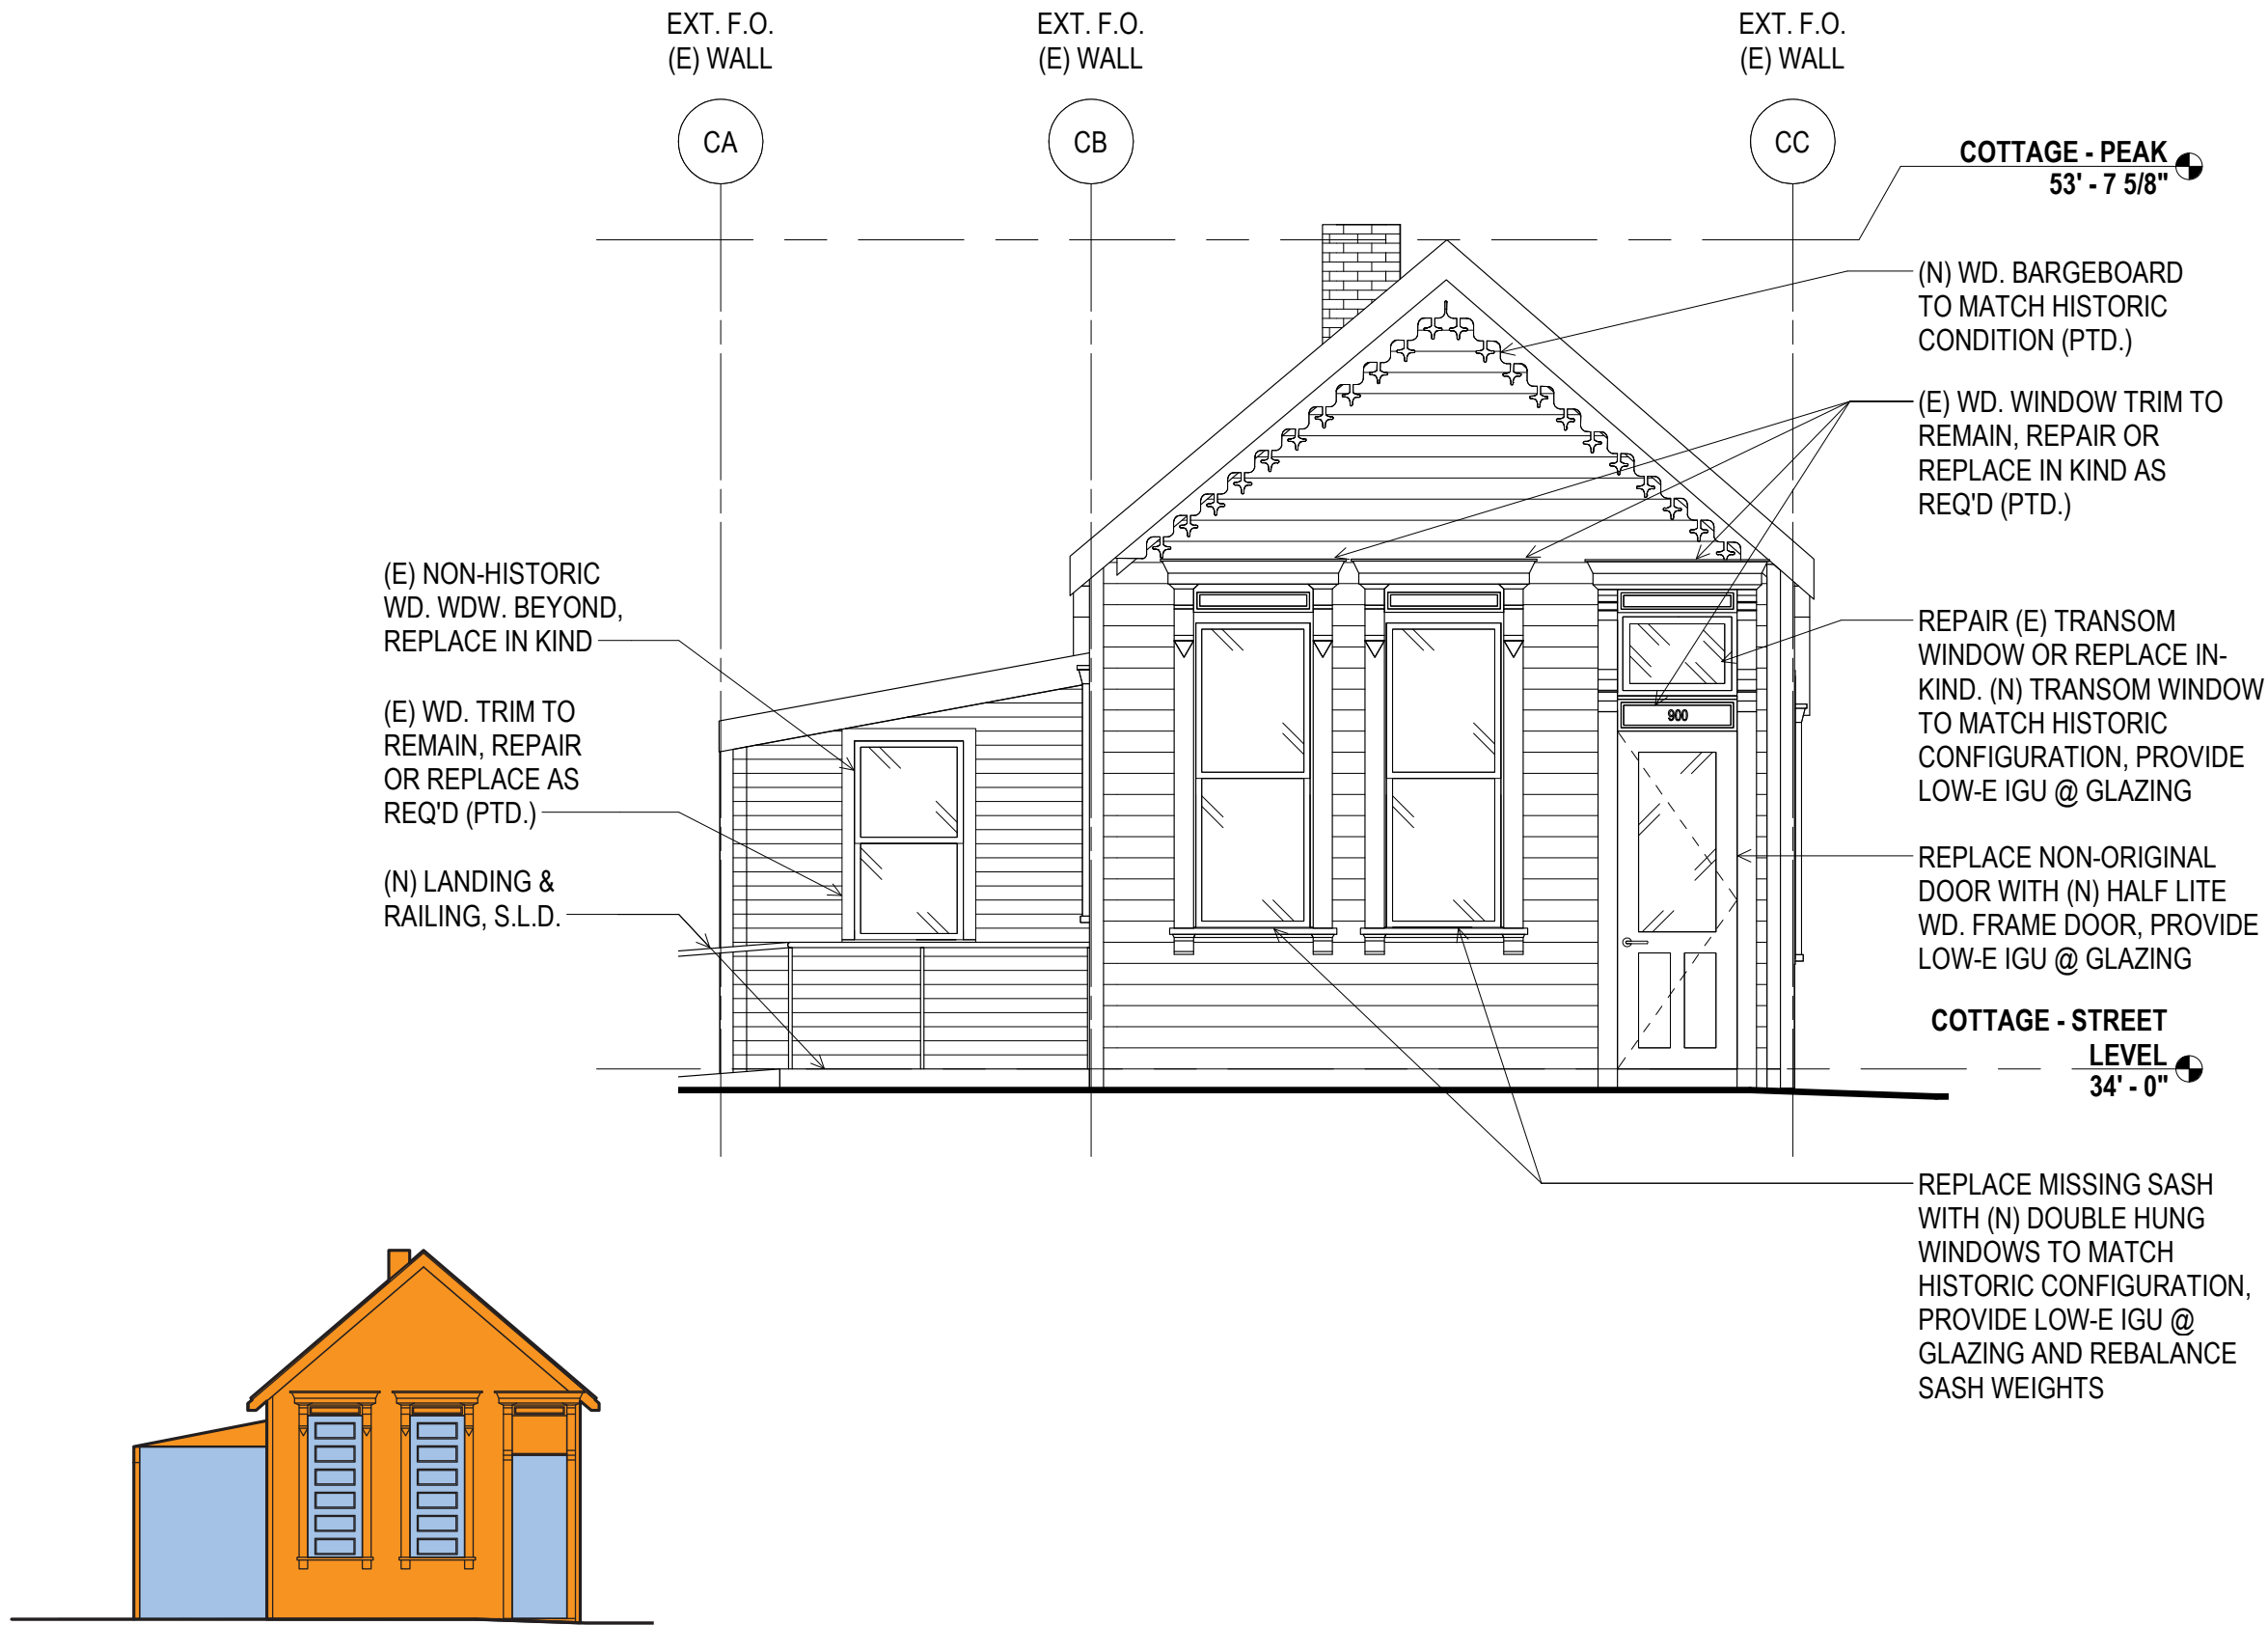 EXT. F.O.
(E) WALL
EXT. F.O.
(E) WALL
EXT. F.O.
(E) WALL
CA
CB
CC
COTTAGE - PEAK
53' - 7 5/8"
(N) WD. BARGEBOARD
TO MATCH HISTORIC
CONDITION (PTD.)
(E) WD. WINDOW TRIM TO
REMAIN, REPAIR OR
REPLACE IN KIND AS
REQ'D (PTD.)
(E) NON-HISTORIC
WD. WDW. BEYOND,
REPLACE IN KIND
(E) WD. TRIM TO
REMAIN, REPAIR
OR REPLACE AS
REQ'D (PTD.)
(N) LANDING &
RAILING, S.L.D.
REPAIR (E) TRANSOM
WINDOW OR REPLACE IN-
KIND. (N) TRANSOM WINDOW
TO MATCH HISTORIC
CONFIGURATION, PROVIDE
LOW-E IGU @ GLAZING
900
REPLACE NON-ORIGINAL
DOOR WITH (N) HALF LITE
WD. FRAME DOOR, PROVIDE
LOW-E IGU @ GLAZING
COTTAGE - STREET
LEVEL
34' - 0"
REPLACE MISSING SASH
WITH (N) DOUBLE HUNG
WINDOWS TO MATCH
HISTORIC CONFIGURATION,
PROVIDE LOW-E IGU @
GLAZING AND REBALANCE
SASH WEIGHTS